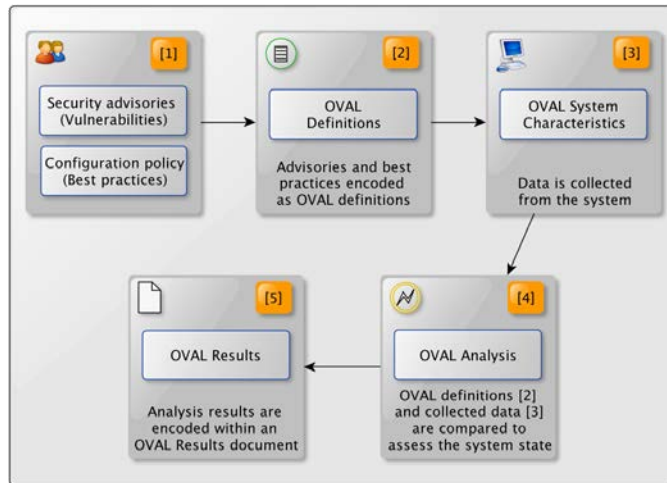 [1]
Security advisories
(Vulnerabilities)
Configuration policy
(Best practices)
[2]
OVAL
Definitions
Advisories and best
practices encoded
as OVAL definitions
[3]
OVAL System
Characteristics
Data is collected
from the system
[4]
OVAL Analysis
OVAL definitions [2]
and collected data [3]
are compared to
assess the system state
[5]
OVAL Results
Analysis results are
encoded within an
OVAL Results document